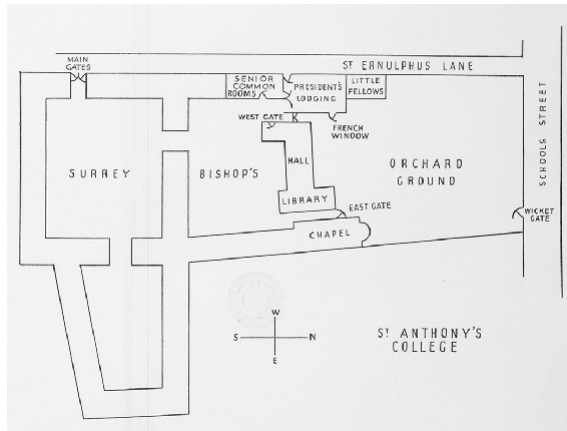 ST ERNULPHUS LANE
MAIN
GATES
SENIOR
COMMON
ROOMS
PRESIDENT'S
LODGING
LITTLE
FELLOWS
SCHOOLS STREET
WEST GATE
FRENCH
WINDOW
HALL
SURREY
BISHOP'S
ORCHARD
GROUND
LIBRARY
EAST GATE
WICKET
GATE
CHAPEL
W
S
N
E
ST ANTHONY'S
COLLEGE